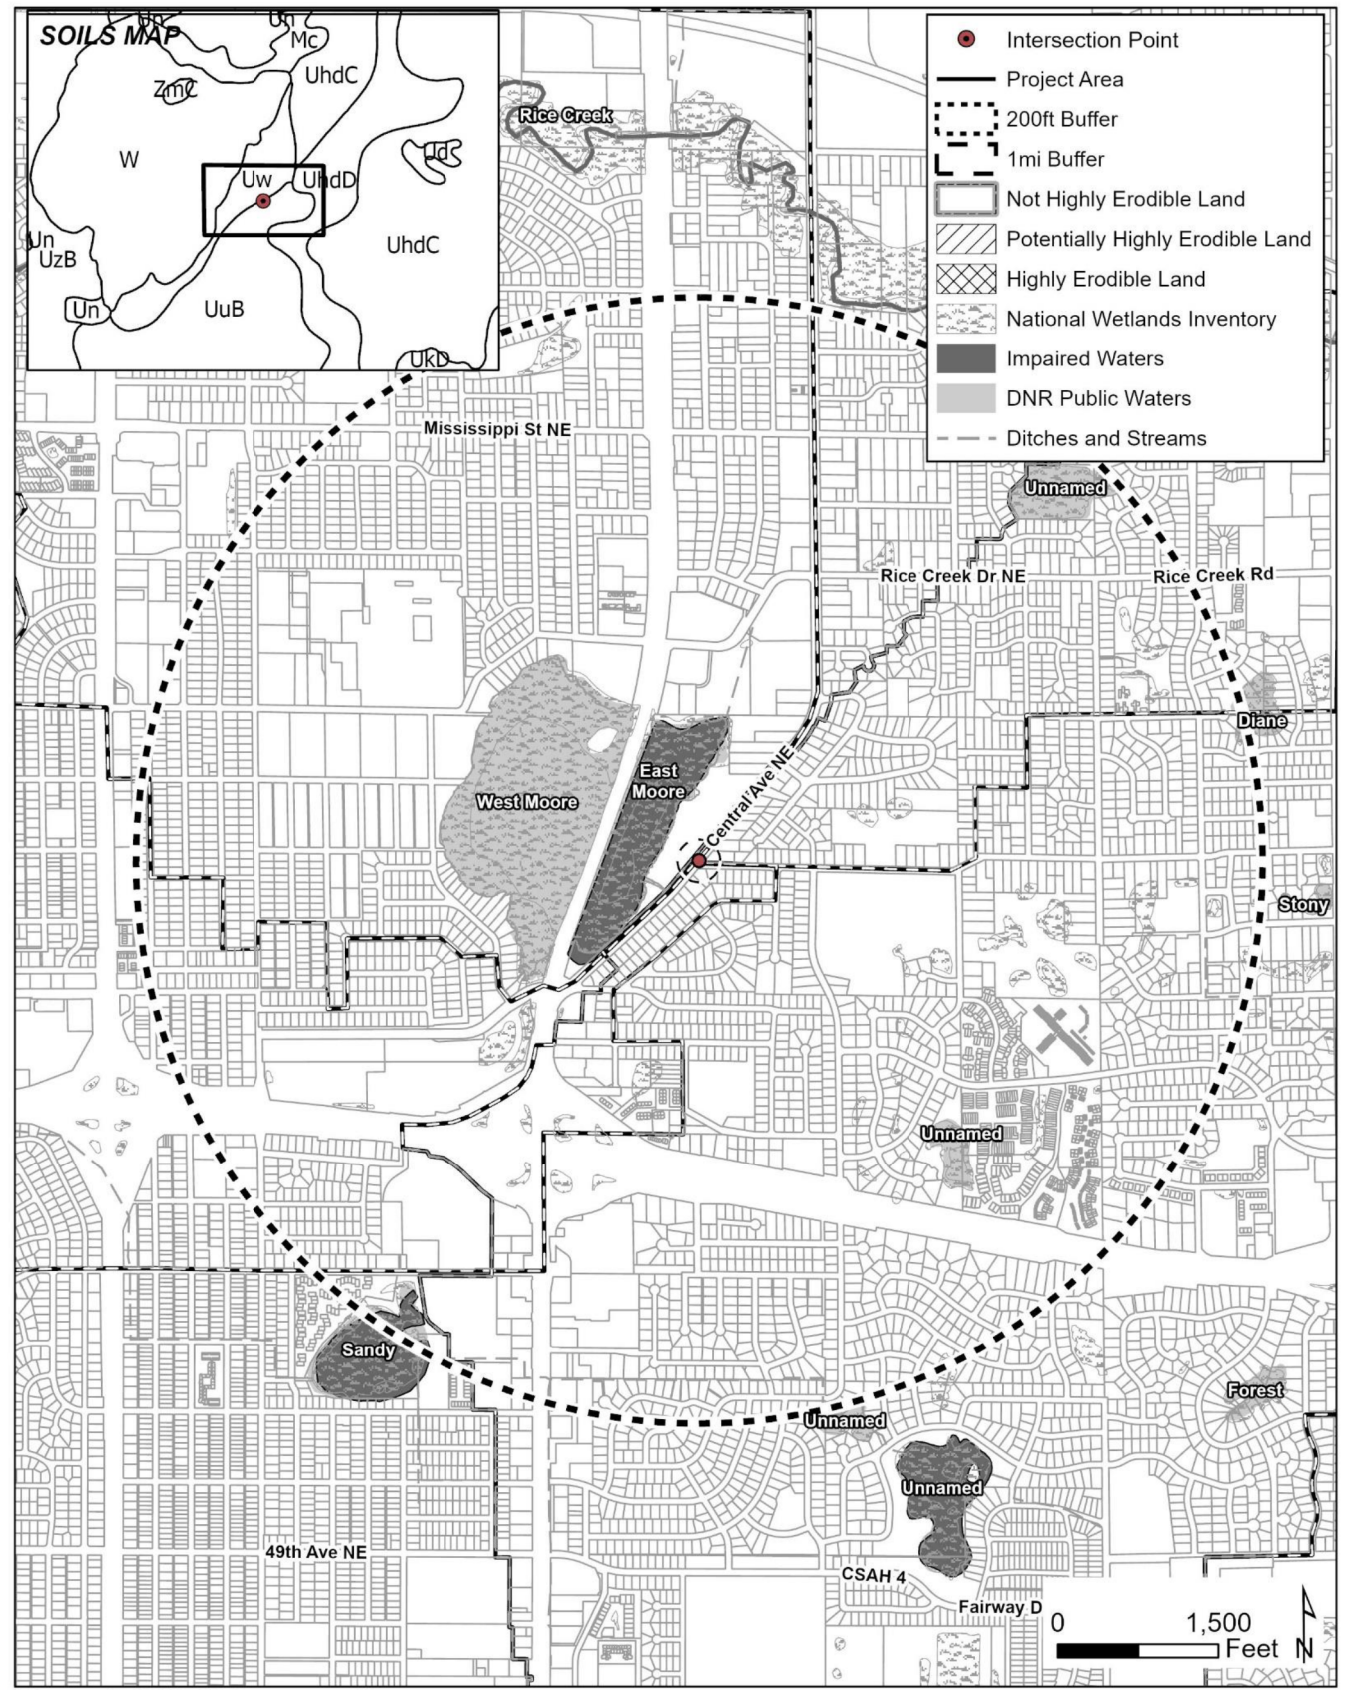 SOILS MAP
Un
Un
Mc
UhdC
ZmC
W
Uw
UhdD
Un
UzB
UhdC
Un
UuB
UkD
Intersection Point
Project Area
200ft Buffer
1mi Buffer
Not Highly Erodible Land
Potentially Highly Erodible Land
Highly Erodible Land
National Wetlands Inventory
Impaired Waters
DNR Public Waters
Ditches and Streams
Rice Creek
Mississippi St NE
Unnamed
Rice Creek Dr NE
Rice Creek Rd
Diane
East
Moore
West Moore
Central Ave NE
Stony
Unnamed
Sandy
Forest
Unnamed
Unnamed
49th Ave NE
CSAH 4
Fairway D
0 1,500
Feet
N